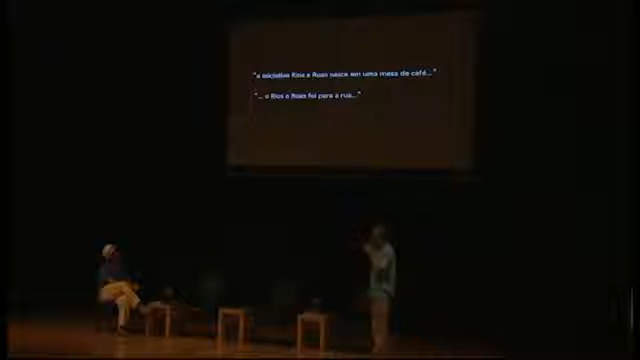 "a iniciativa Rios e Ruas nasce em uma mesa de café..."
"... o Rios e Ruas foi para a rua..."